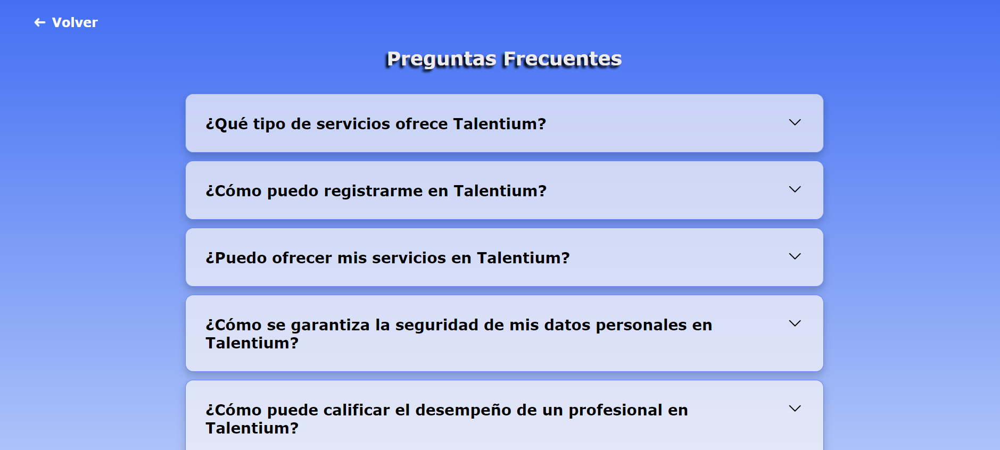 Volver
Preguntas Frecuentes
¿Qué tipo de servicios ofrece Talentium?
¿Cómo puedo registrarme en Talentium?
¿Puedo ofrecer mis servicios en Talentium?
¿Cómo se garantiza la seguridad de mis datos personales en
Talentium?
¿Cómo puede calificar el desempeño de un profesional en
Talentium?